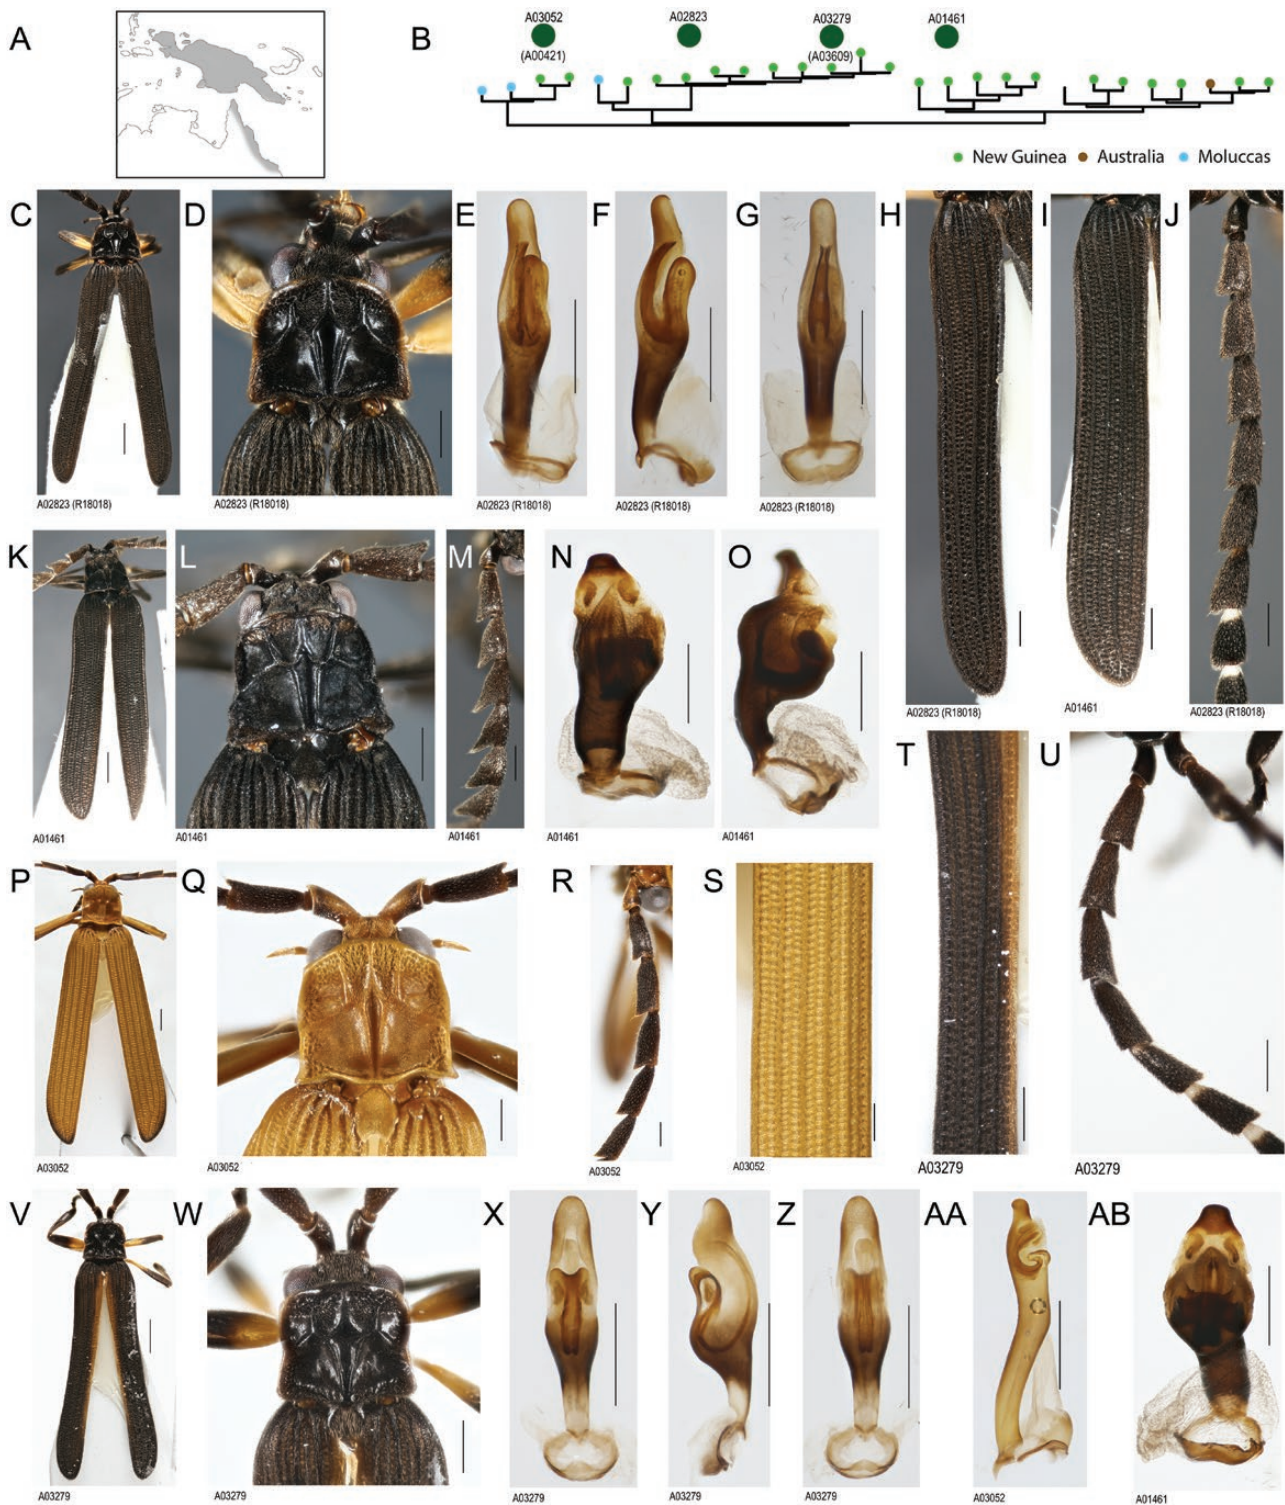 A
B
A03052
A02823
A03279
A01461
(A00421)
(A03609)
New Guinea
Australia
Moluccas
C
D
E
F
G
H
I
J
A02823 (R18018)
A02823 (R18018)
A02823 (R18018)
A02823 (R18018)
A02823 (R18018)
K
L
M
N
O
A02823 (R18018)
A01461
A02823 (R18018)
T
U
A01461
A01461
A01461
A01461
A01461
P
Q
R
S
A03052
A03052
A03052
A03052
A03279
A03279
V
W
X
Y
Z
AA
AB
A03279
A03279
A03279
A03279
A03279
A03052
A01461